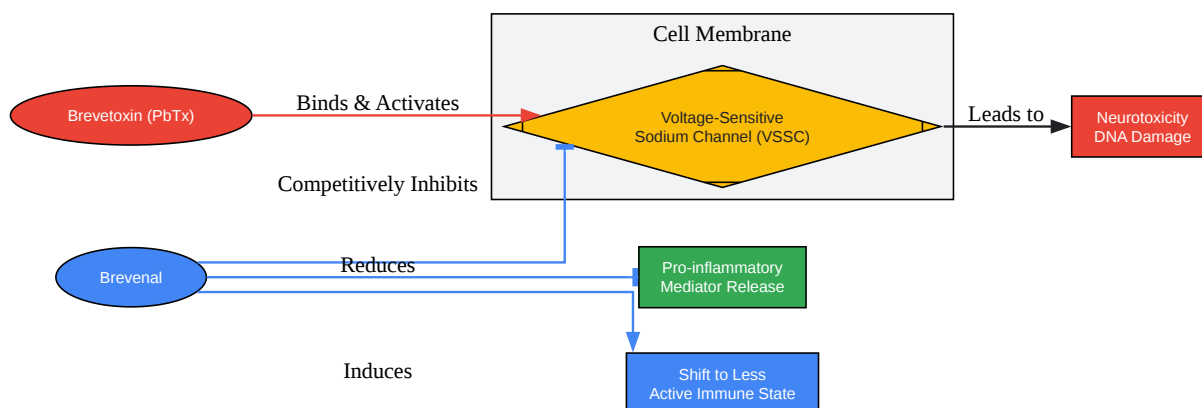 Cell Membrane
Brevetoxin (PbTx)
Binds & Activates
Voltage-Sensitive
Sodium Channel (VSSC)
Leads to
Neurotoxicity
DNA Damage
Competitively Inhibits
Brevenal
Reduces
Pro-inflammatory
Mediator Release
Induces
Shift to Less
Active Immune State